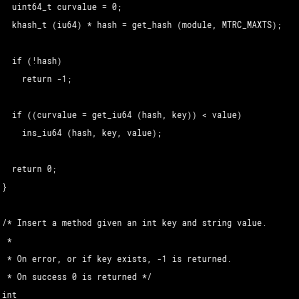 uint64_t curvalue = 0;
khash_t (iu64) * hash = get_hash (module, MTRC_MAXTS);
if (!hash)
return -1;
if ((curvalue = get_iu64 (hash, key)) < value)
ins_iu64 (hash, key, value);
return 0;
}
/* Insert a method given an int key and string value.
*
* On error, or if key exists, -1 is returned.
* On success 0 is returned */
int